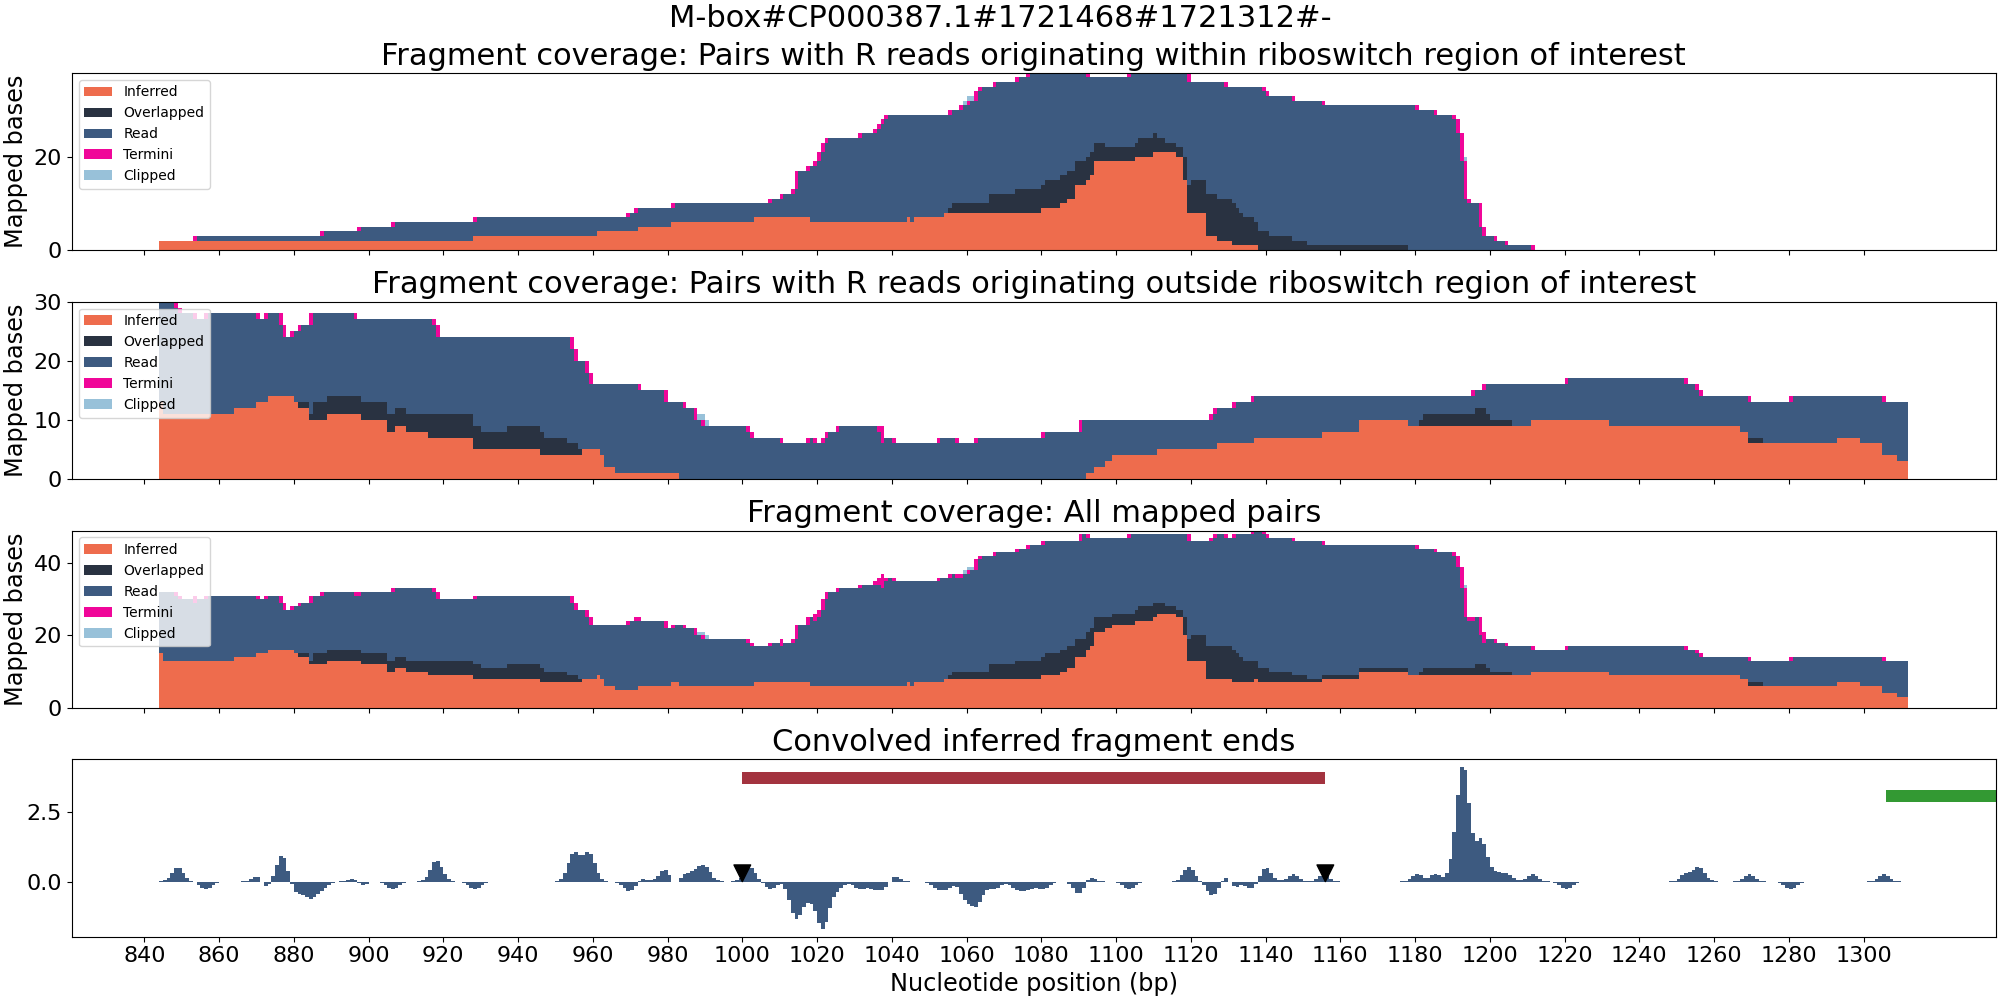 M-box#CP000387.1#1721468#1721312#-
Fragment coverage: Pairs with R reads originating within riboswitch region of interest
Mapped bases
20
0
Inferred
Overlapped
Read
Termini
Clipped
Fragment coverage: Pairs with R reads originating outside riboswitch region of interest
Mapped bases
30
20
10
0
Inferred
Overlapped
Read
Termini
Clipped
Fragment coverage: All mapped pairs
Mapped bases
40
20
0
Inferred
Overlapped
Read
Termini
Clipped
Convolved inferred fragment ends
2.5
0.0
840 860 880 900 920 940 960 980 1000 1020 1040 1060 1080 1100 1120 1140 1160 1180 1200 1220 1240 1260 1280 1300
Nucleotide position (bp)